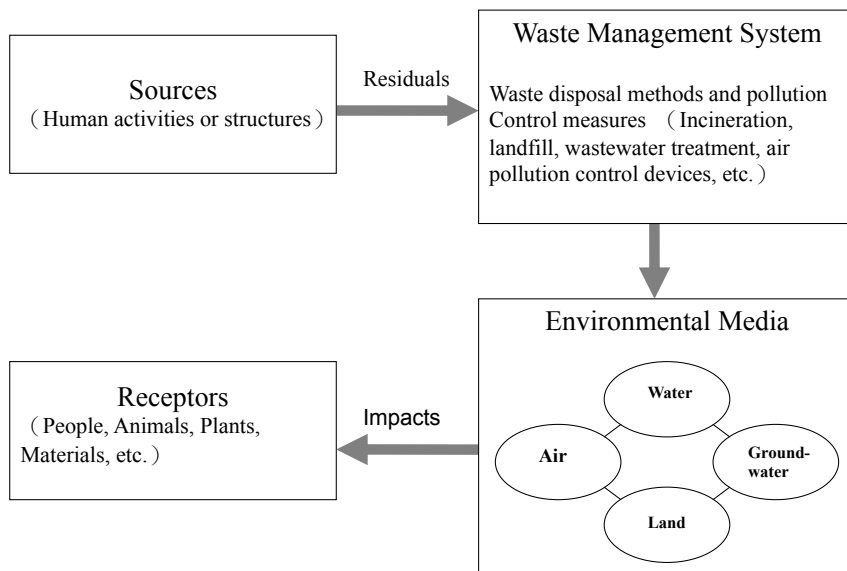 Sources
（Human activities or structures）
Residuals
Waste Management System
Waste disposal methods and pollution
Control measures （Incineration,
landfill, wastewater treatment, air
pollution control devices, etc.）
Environmental Media
Water
Air
Ground-
water
Land
Impacts
Receptors
（People, Animals, Plants,
Materials, etc.）